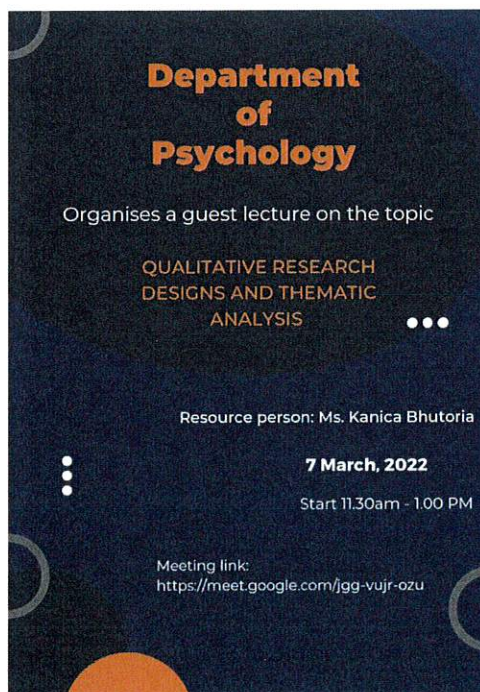 Department
of
Psychology
Organises a guest lecture on the topic
QUALITATIVE RESEARCH
DESIGNS AND THEMATIC
ANALYSIS
Resource person: Ms. Kanica Bhutoria
7 March, 2022
Start 11.30am - 1.00 PM
Meeting link:
https://meet.google.com/jgg-vujr-ozu